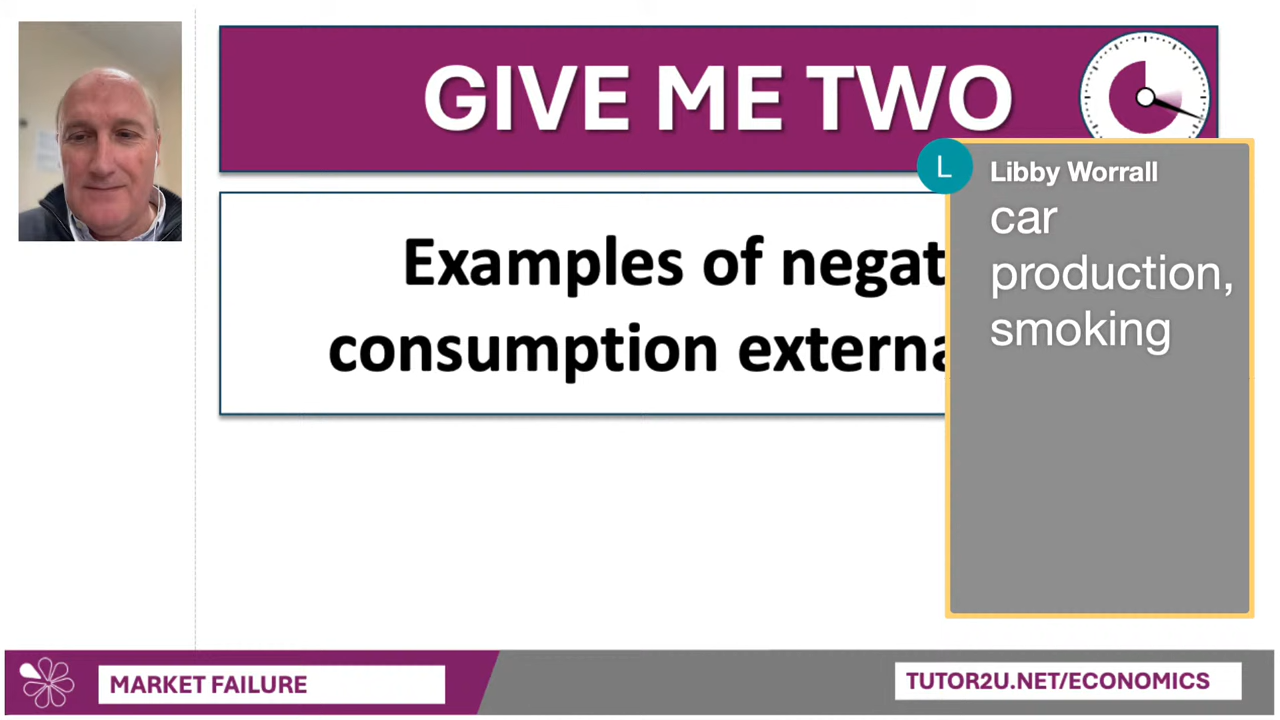 GIVE ME TWO
L
Libby Worrall
car
production,
smoking
Examples of negat
consumption externa
MARKET FAILURE
TUTOR2U.NET/ECONOMICS